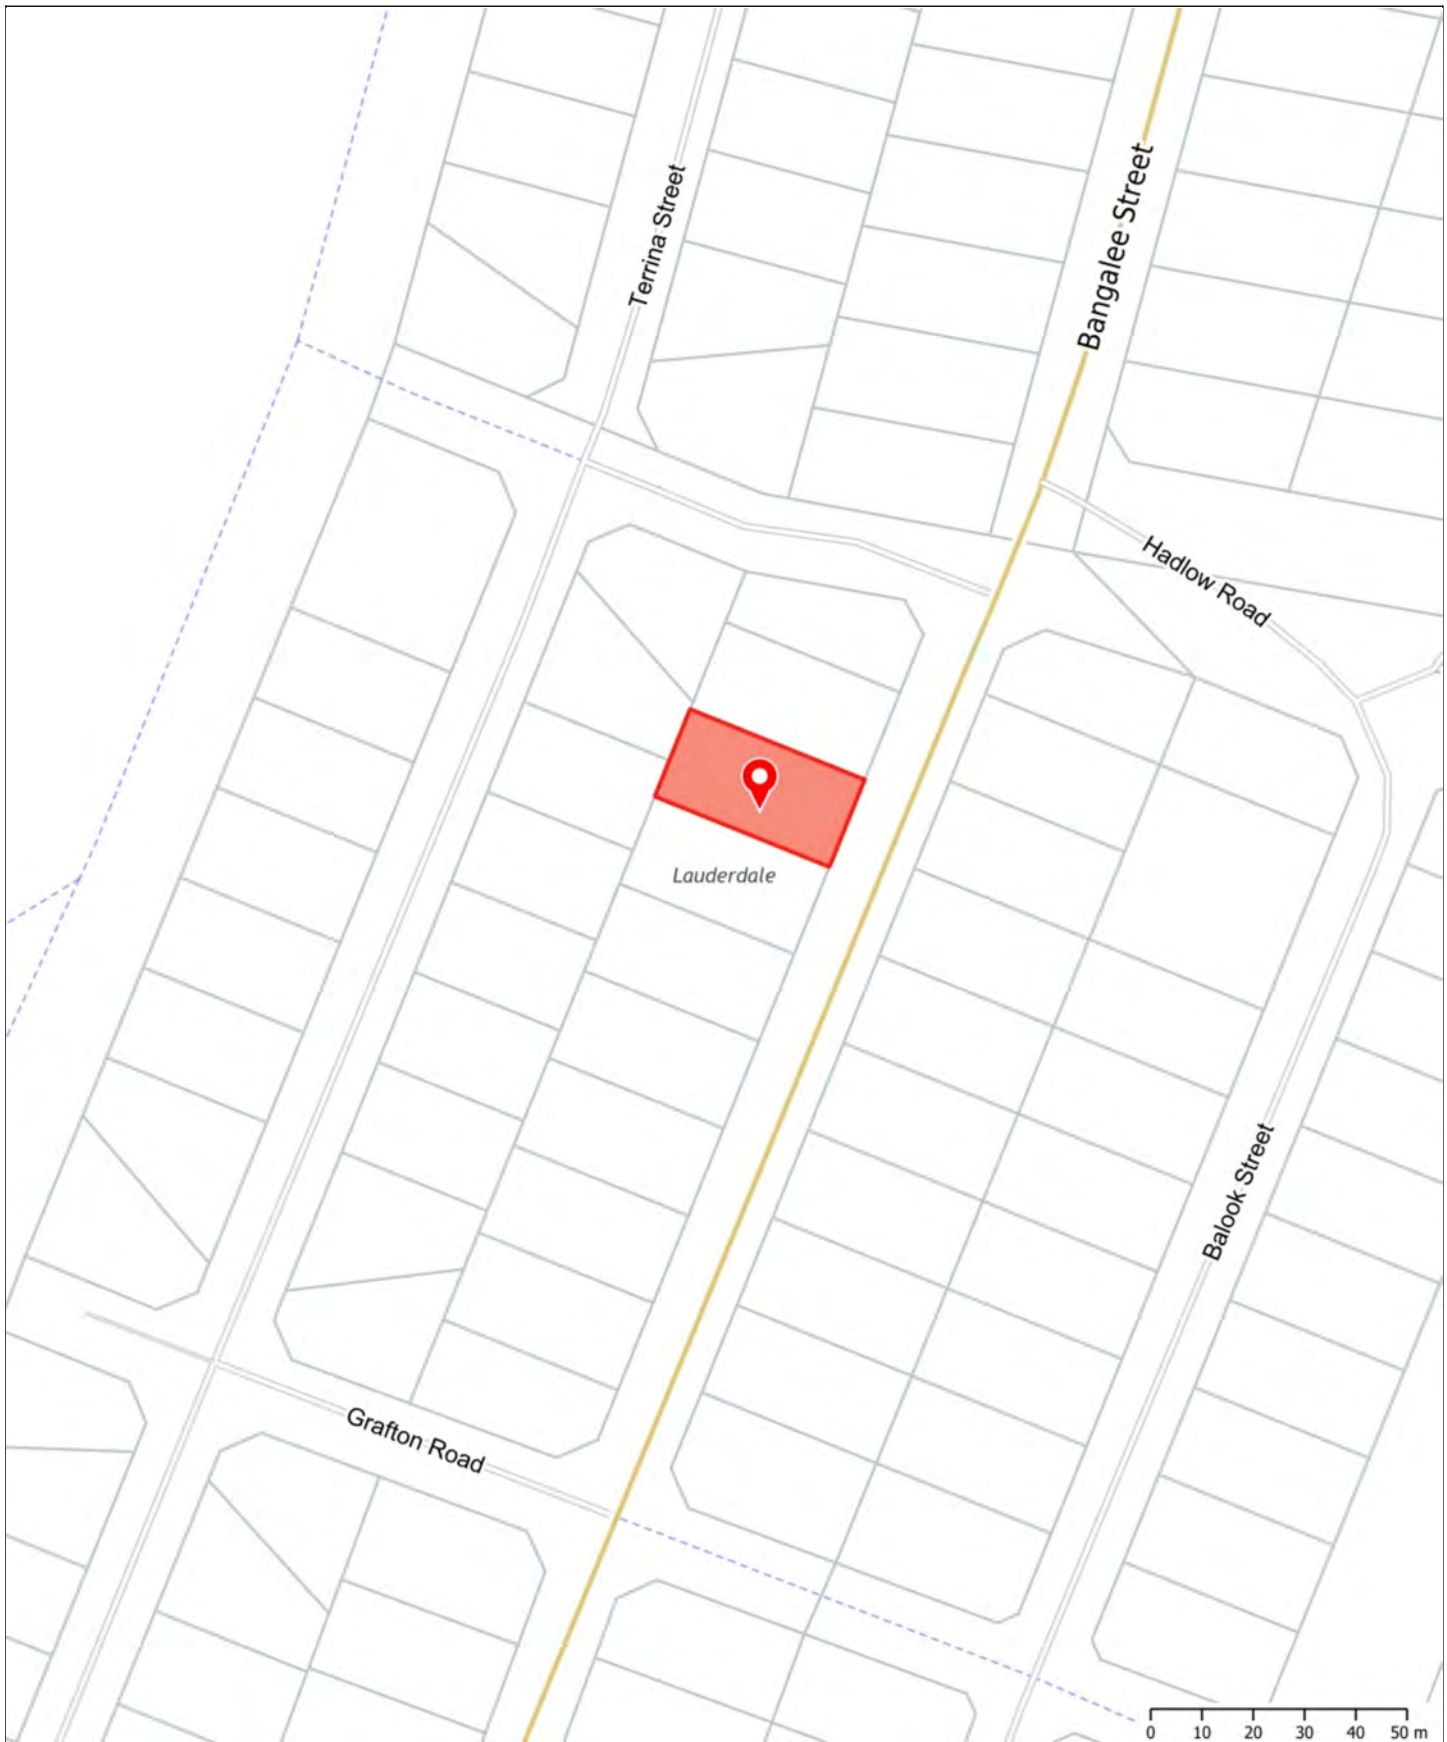 Terrina Street
Bangalee Street
Hadlow Road
Lauderdale
Balook Street
Grafton Road
0 10 20 30 40 50 m